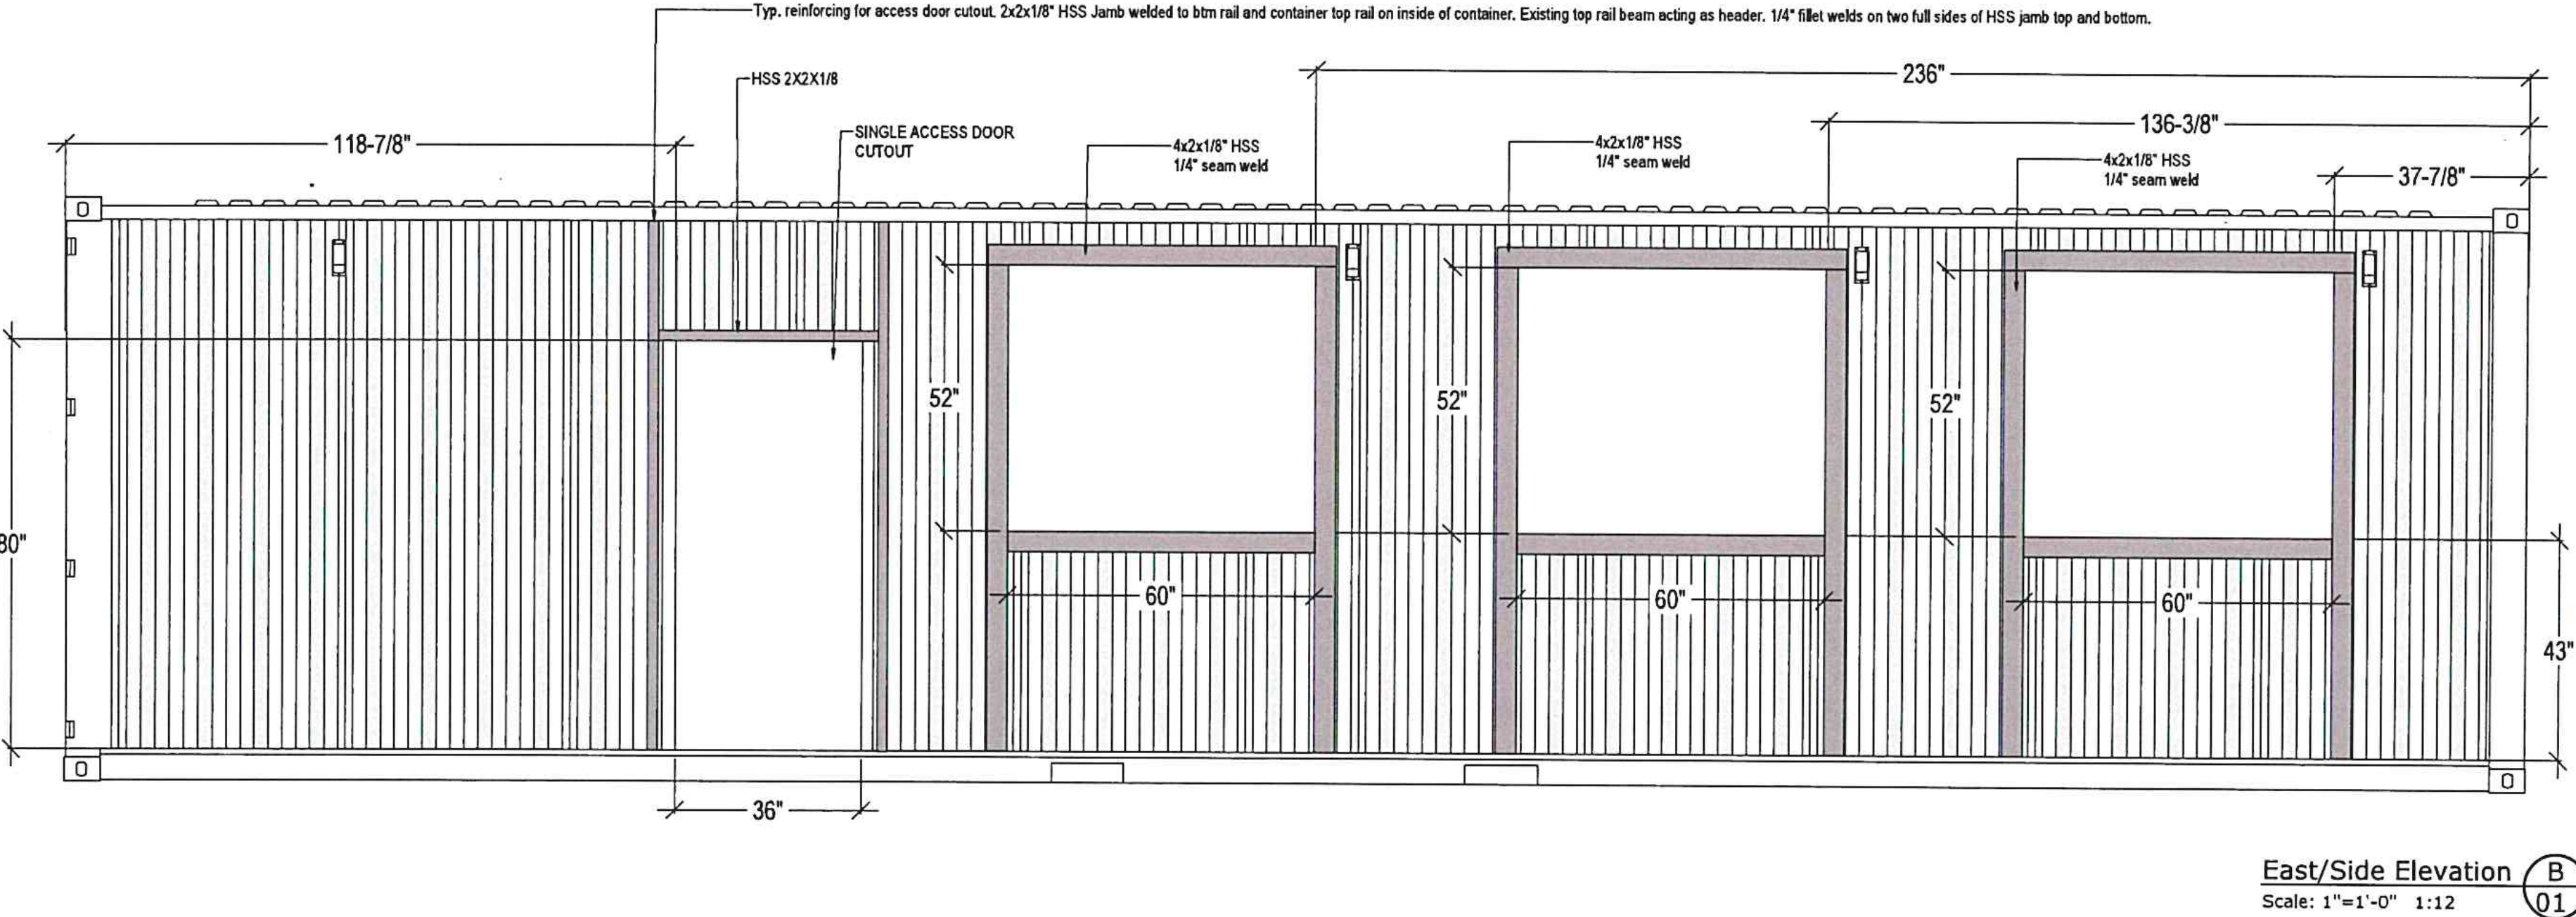 Typ. reinforcing for access door cutout. 2x2x1/8" HSS Jamb welded to btm rail and container top rail on inside of container. Existing top rail beam acting as header. 1/4" fillet welds on two full sides of HSS jamb top and bottom.
236"
HSS 2X2X1/8
136-3/8"
118-7/8"
SINGLE ACCESS DOOR
CUTOUT
4x2x1/8" HSS
1/4" seam weld
4x2x1/8" HSS
1/4" seam weld
4x2x1/8" HSS
1/4" seam weld
37-7/8"
52"
52"
52"
80"
60"
60"
60"
43"
36"
East/Side Elevation
B
Scale: 1"=1'-0" 1:12
01